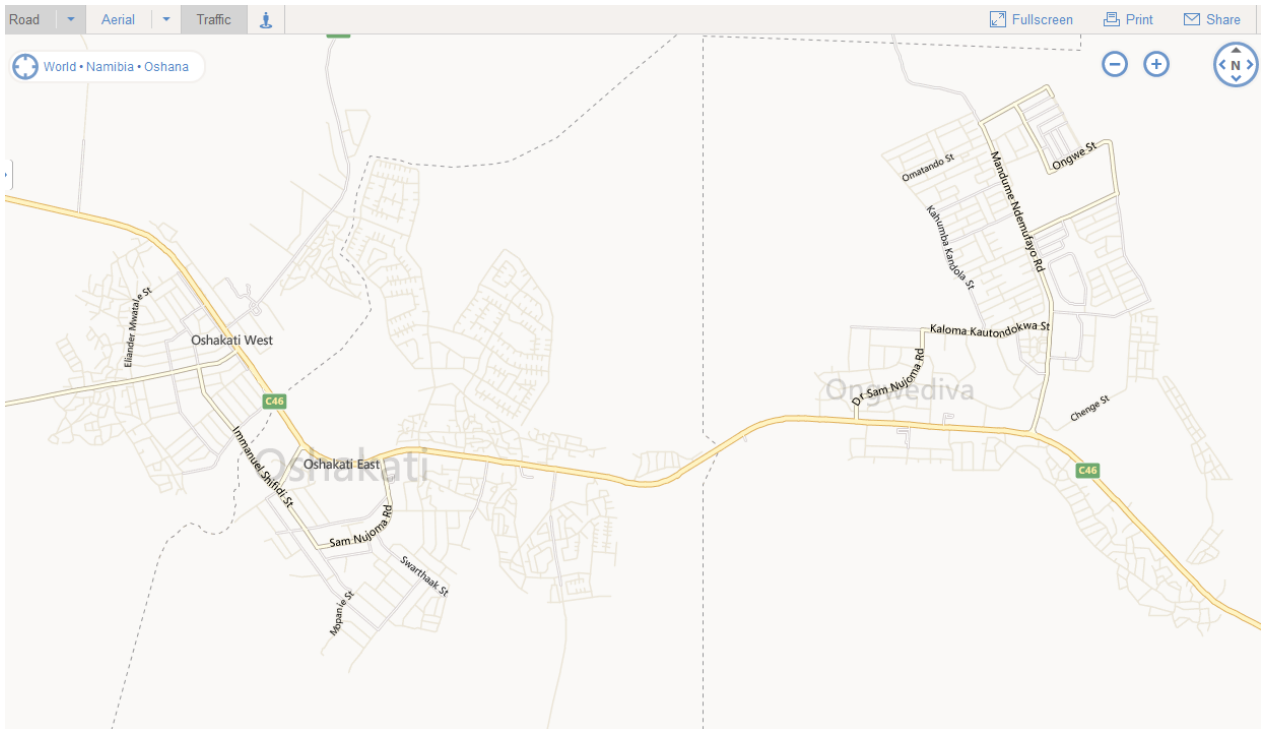 Road
Aerial
Traffic
Fullscreen
Print
Share
World • Namibia • Oshana
N
Ongwe St
Omatando St
Mandume Ndemufayo Rd
Kahumba Kandola St
Eliander Mwatale St
Oshakati West
Kaloma Kautondokwa St
Dr Sam Nujoma Rd
Ongwediva
Chenge St
C46
Immanuel Shifidi St
Oshakati East
Oshakati
C46
Sam Nujoma Rd
Swarthaak St
Mopanie St